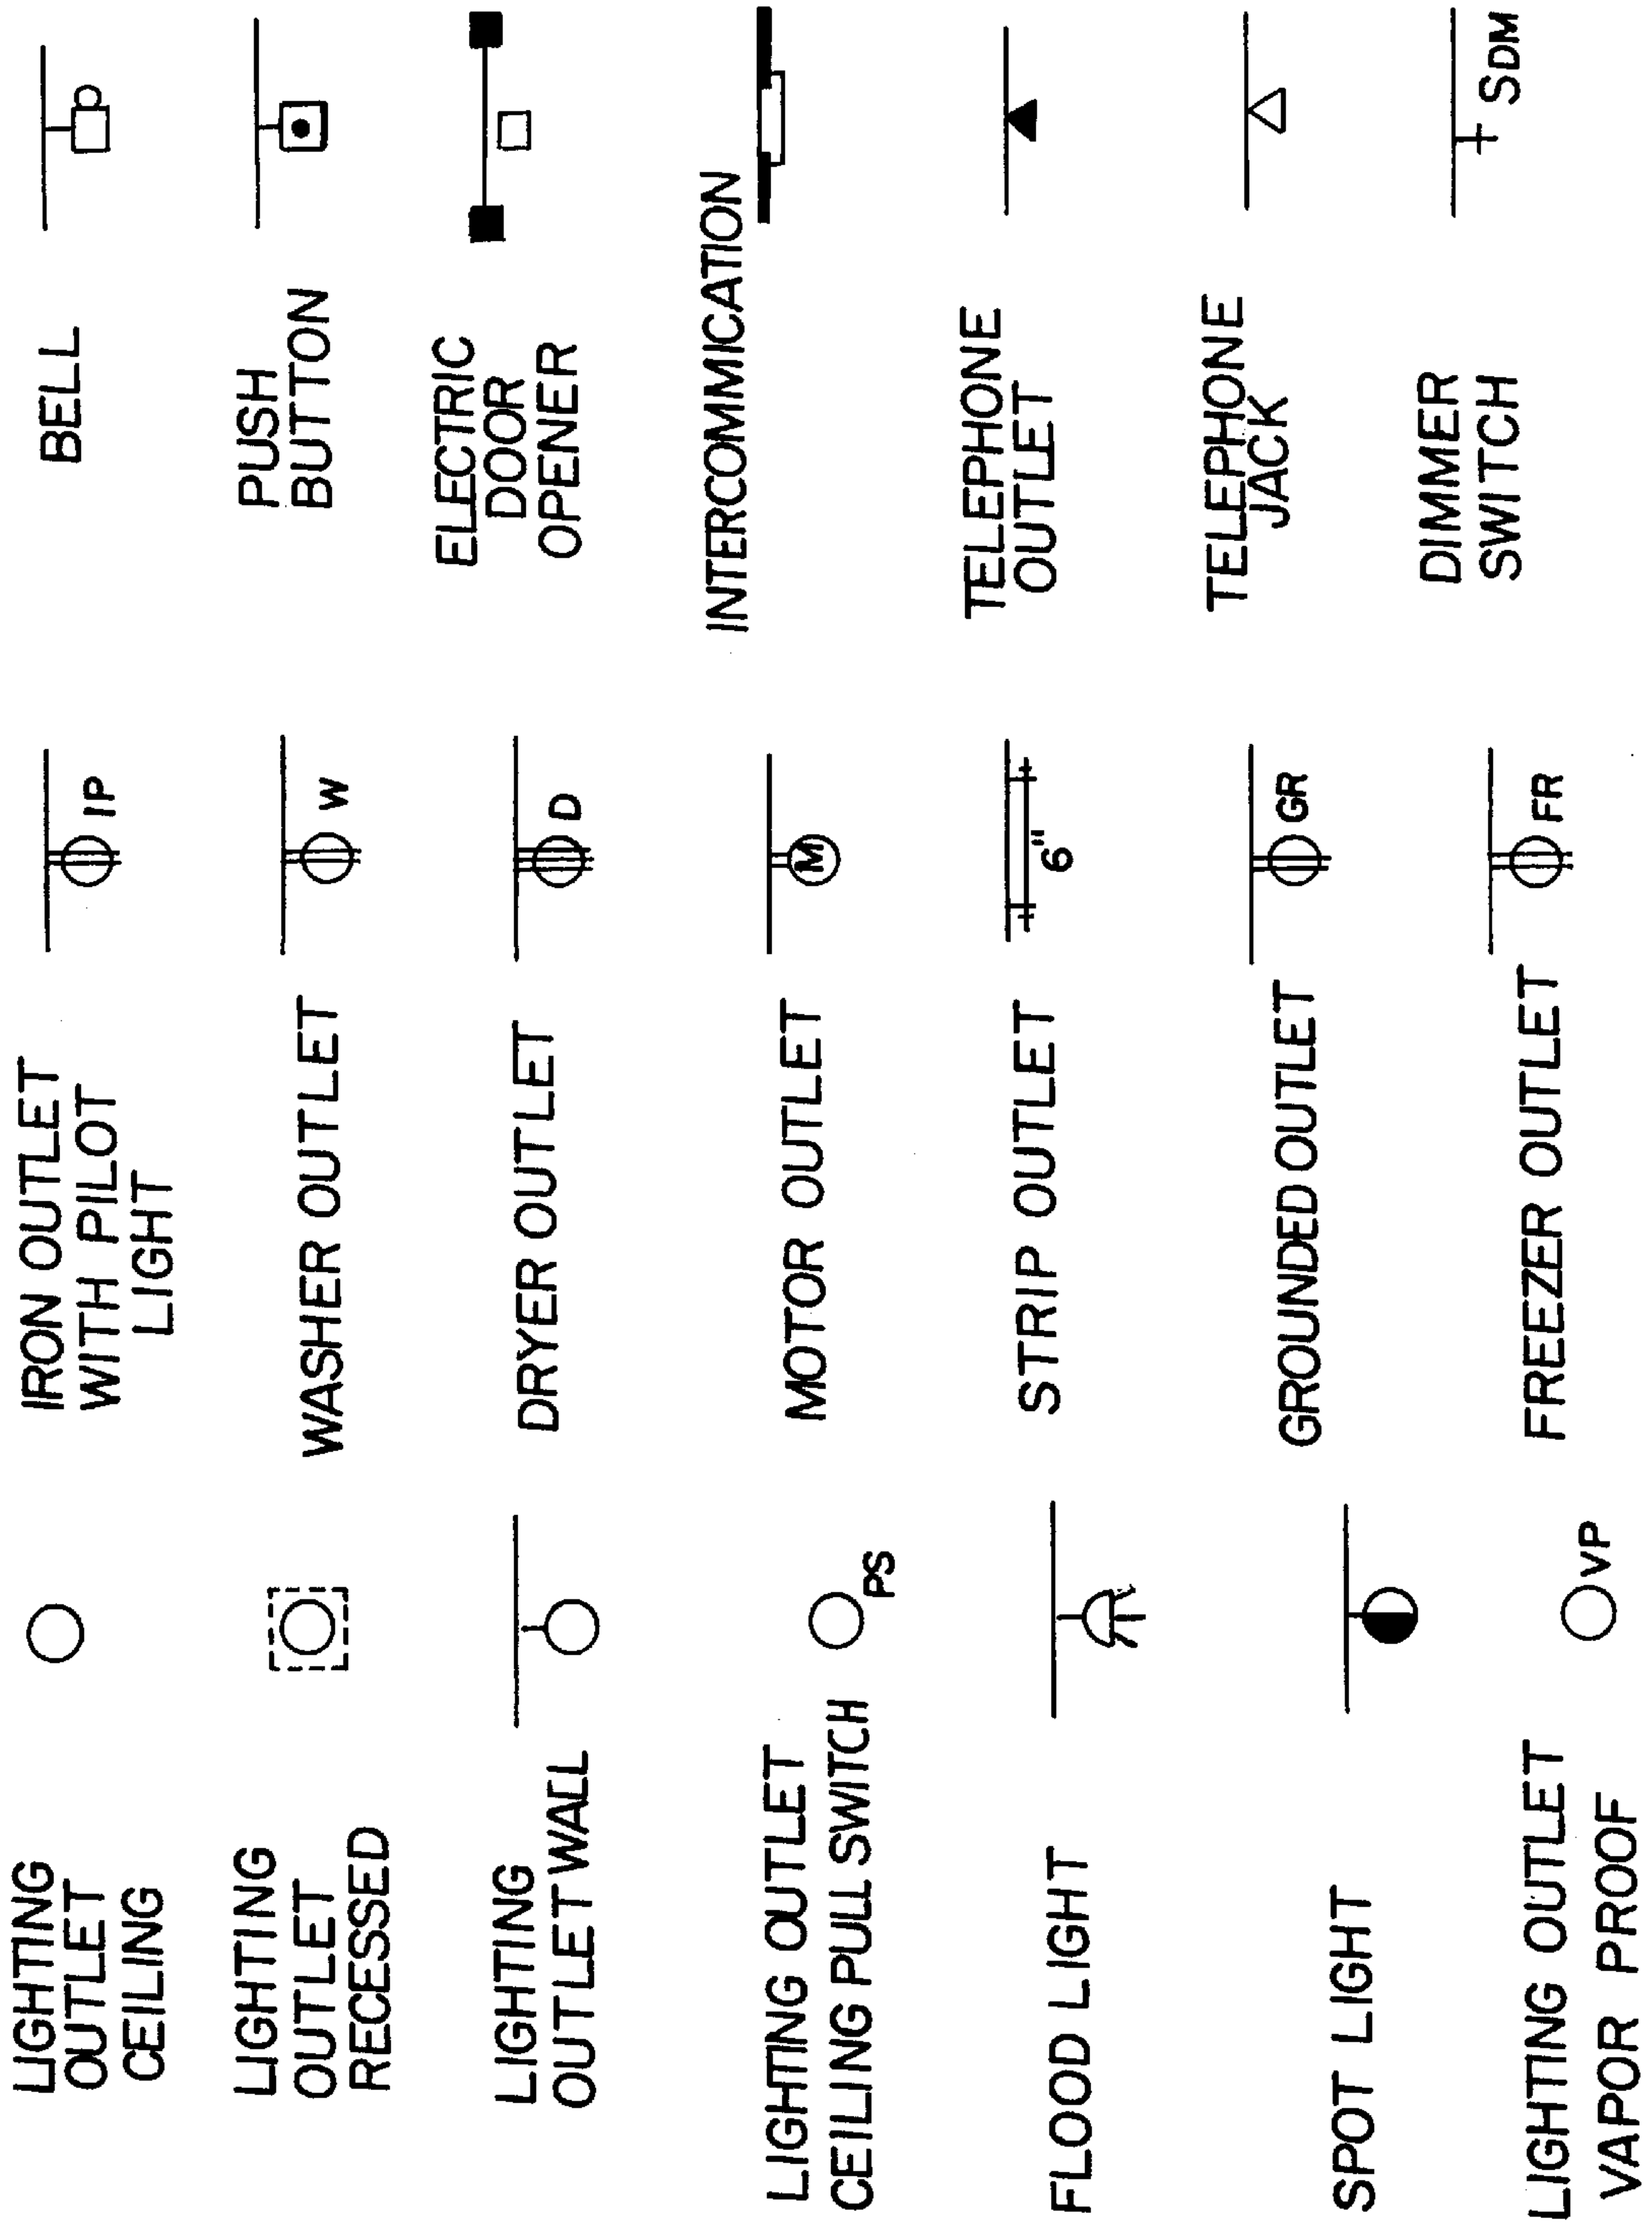 LIGHTING
OUTLET
CEILING
LIGHTING
OUTLET
RECESSED
LIGHTING
OUTLET WALL
LIGHTING OUTLET
CEILING PULL SWITCH
PS
FLOOD LIGHT
SPOT LIGHT
LIGHTING OUTLET
VAPOR PROOF
VP
IRON OUTLET
WITH PILOT
LIGHT
IP
WASHER OUTLET
W
DRYER OUTLET
D
MOTOR OUTLET
M
STRIP OUTLET
6"
GROUNDED OUTLET
GR
FREEZER OUTLET
FR
BELL
PUSH
BUTTON
ELECTRIC
DOOR
OPENER
INTERCOMMICATION
TELEPHONE
OUTLET
TELEPHONE
JACK
DIMMER
SWITCH
SDM